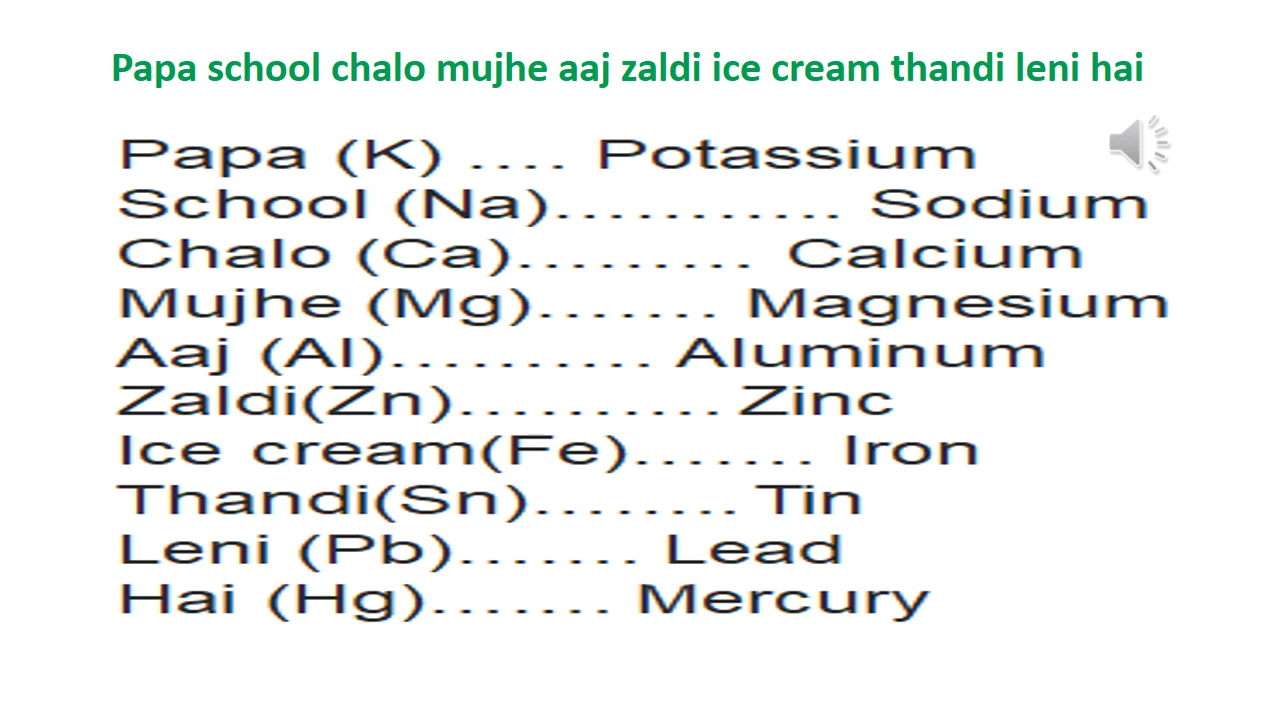 Papa school chalo mujhe aaj zaldi ice cream thandi leni hai
Papa (K) .... Potassium
School (Na)........... Sodium
Chalo (Ca)......... Calcium
Mujhe (Mg)....... Magnesium
Aaj (Al).......... Aluminum
Zaldi(Zn).......... Zinc
Ice cream(Fe)....... Iron
Thandi(Sn)........ Tin
Leni (Pb)....... Lead
Hai (Hg)....... Mercury